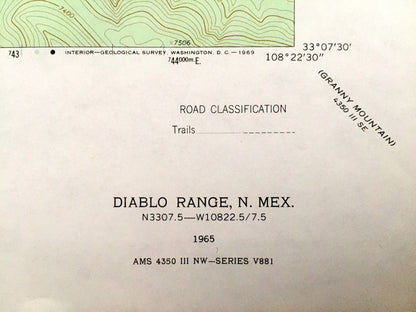 7400
7506
743
INTERIOR—GEOLOGICAL SURVEY, WASHINGTON, D. C.—1969
744000m.E.
33°07'30"
108°22'30"
(GRANNY MOUNTAIN)
4350 III SE
ROAD CLASSIFICATION
Trails
DIABLO RANGE, N. MEX.
N3307.5—W10822.5/7.5
1965
AMS 4350 III NW—SERIES V881